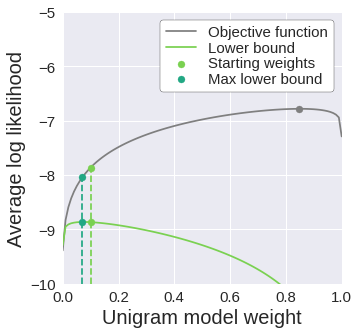 Average log likelihood
−5
−6
−7
−8
−9
−10
Objective function
Lower bound
Starting weights
Max lower bound
0.0 0.2 0.4 0.6 0.8 1.0
Unigram model weight